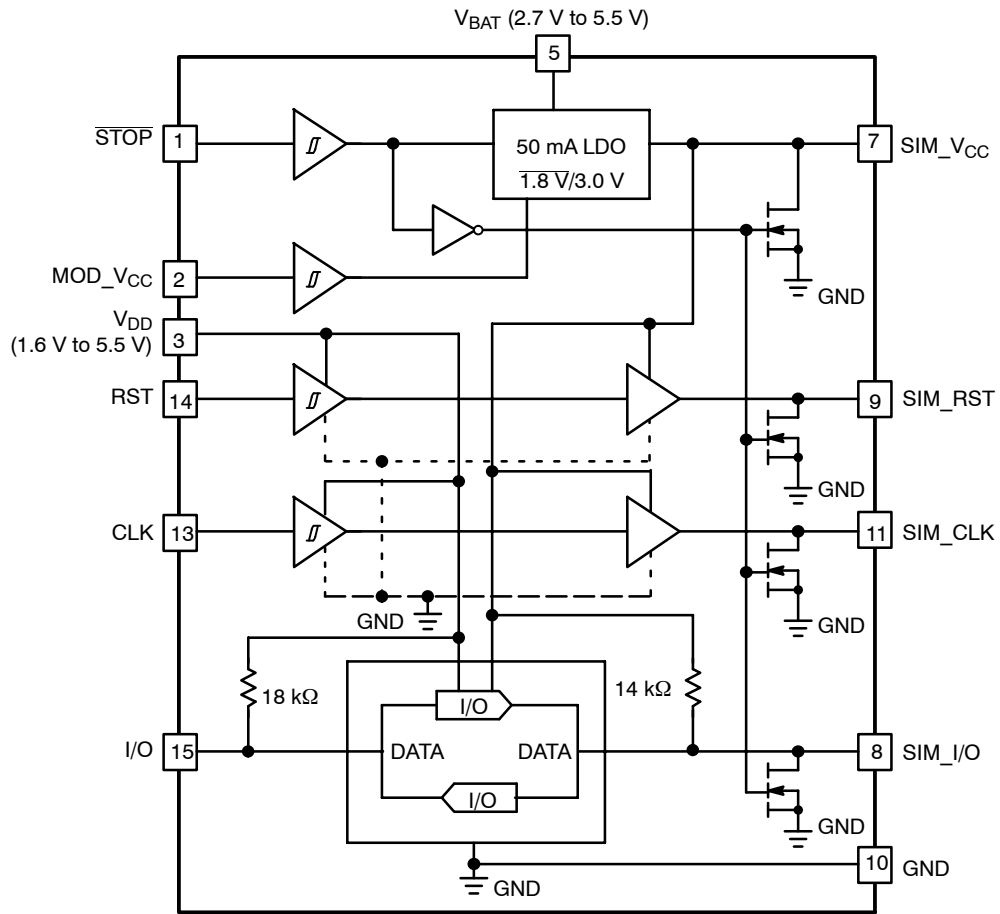 V_BAT (2.7 V to 5.5 V)
5
STOP
1
50 mA LDO
1.8 V/3.0 V
7
SIM_V_CC
MOD_V_CC
2
GND
V_DD
(1.6 V to 5.5 V)
3
RST
14
9
SIM_RST
GND
CLK
13
11
SIM_CLK
GND
GND
18 kΩ
14 kΩ
I/O
I/O
15
DATA
DATA
8
SIM_I/O
I/O
GND
10
GND
GND